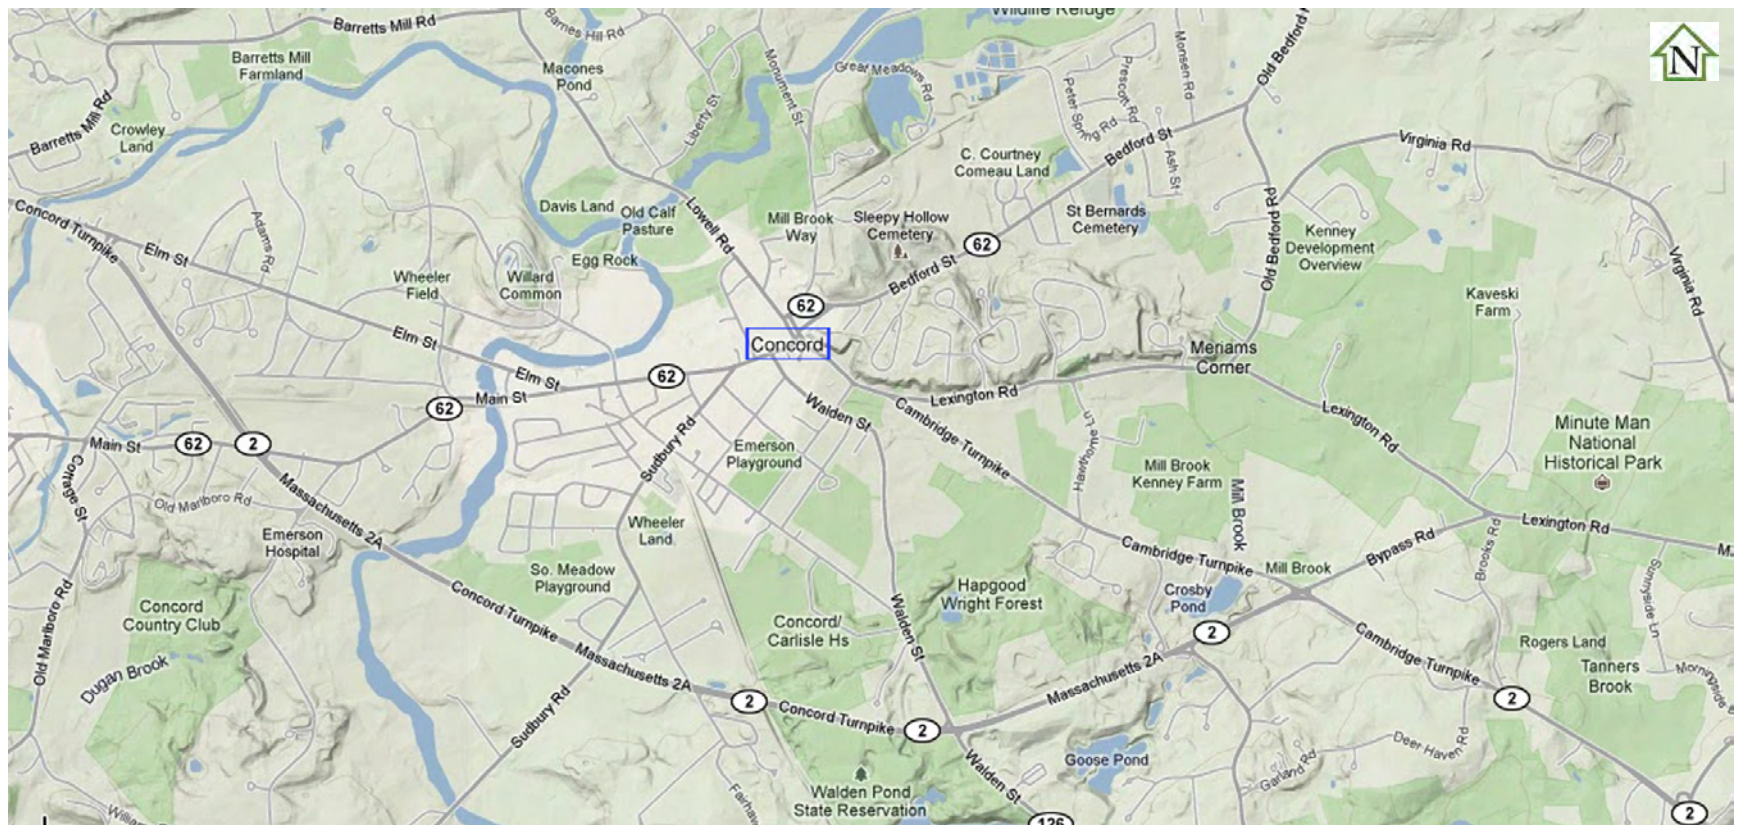 Barretts Mill Rd
Barnes Hill Rd
Wildlife Refuge
Old Bedford
N
Barretts Mill
Farmland
Macones
Pond
Monument St
Great Meadows Rd
Monsen Rd
Prescott Rd
Peter Spring Rd
Barretts Mill Rd
Crowley
Land
Liberty St
Bedford St
Ash St
Virginia Rd
C. Courtney
Comeau Land
Concord Turnpike
Elm St
Adams Rd
Davis Land
Old Calf
Pasture
Lowell Rd
Mill Brook
Way
Sleepy Hollow
Cemetery
62
St Bernards
Cemetery
Old Bedford Rd
Kenney
Development
Overview
Virginia Rd
Egg Rock
Wheeler
Field
Willard
Common
Bedford St
62
Kaveski
Farm
Elm St
Concord
Meriams
Corner
Elm St
62
Main St
62
Lexington Rd
Walden St
Cambridge Turnpike
Lexington Rd
Main St
62
2
Sudbury Rd
Emerson
Playground
Hawthorne Ln
Mill Brook
Kenney Farm
Minute Man
National
Historical Park
Cottage St
Old Marlboro Rd
Massachusetts 2A
Emerson
Hospital
Wheeler
Land
Mill Brook
Lexington Rd
Bypass Rd
Brooks Rd
Cambridge Turnpike
Mill Brook
So. Meadow
Playground
Hapgood
Wright Forest
Crosby
Pond
Sunnyside Ln
Concord
Country Club
Concord Turnpike
Concord/
Carlisle Hs
Walden St
2
Cambridge Turnpike
Rogers Land
Tanners
Brook
Morningside
Old Marlboro Rd
Dugan Brook
Massachusetts 2A
Massachusetts 2A
2
Concord Turnpike
2
2
Sudbury Rd
Deer Haven Rd
Goose Pond
Garland Rd
Walden St
Walden Pond
State Reservation
Fairhav
126
2